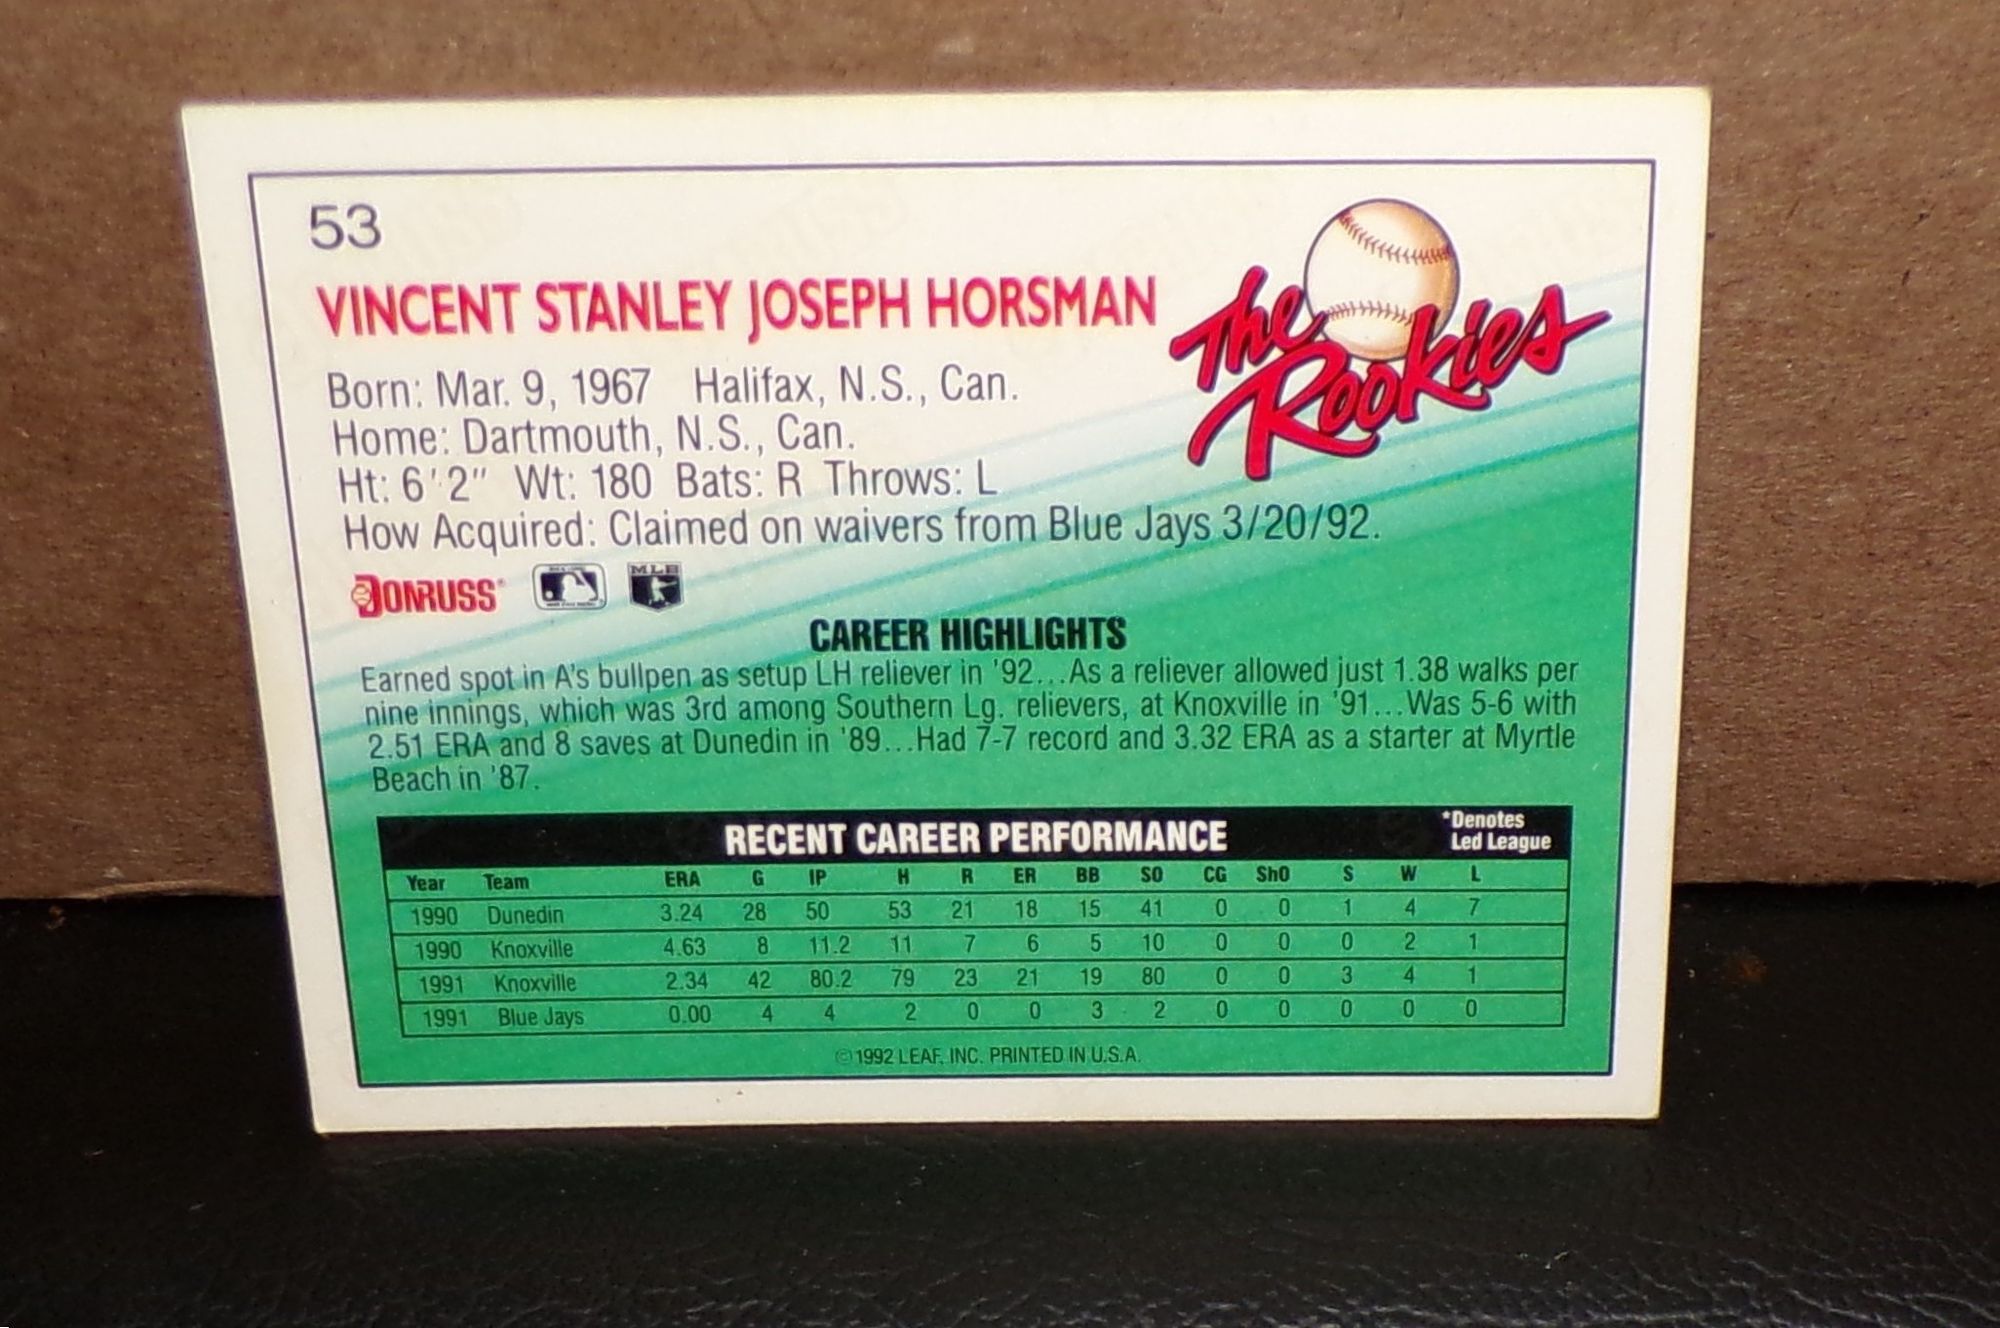 53
VINCENT STANLEY JOSEPH HORSMAN
The
Rookies
Born: Mar. 9, 1967 Halifax, N.S., Can.
Home: Dartmouth, N.S., Can.
Ht: 6'2" Wt: 180 Bats: R Throws: L
How Acquired: Claimed on waivers from Blue Jays 3/20/92.
DONRUSS MLB
CAREER HIGHLIGHTS
Earned spot in A's bullpen as setup LH reliever in '92...As a reliever allowed just 1.38 walks per
nine innings, which was 3rd among Southern Lg. relievers, at Knoxville in '91...Was 5-6 with
2.51 ERA and 8 saves at Dunedin in '89...Had 7-7 record and 3.32 ERA as a starter at Myrtle
Beach in '87.
RECENT CAREER PERFORMANCE
*Denotes
Led League
Year Team ERA G IP H R ER BB SO CG ShO S W L
1990 Dunedin 3.24 28 50 53 21 18 15 41 0 0 1 4 7
1990 Knoxville 4.63 8 11.2 11 7 6 5 10 0 0 0 2 1
1991 Knoxville 2.34 42 80.2 79 23 21 19 80 0 0 3 4 1
1991 Blue Jays 0.00 4 4 2 0 0 3 2 0 0 0 0 0
©1992 LEAF, INC. PRINTED IN U.S.A.